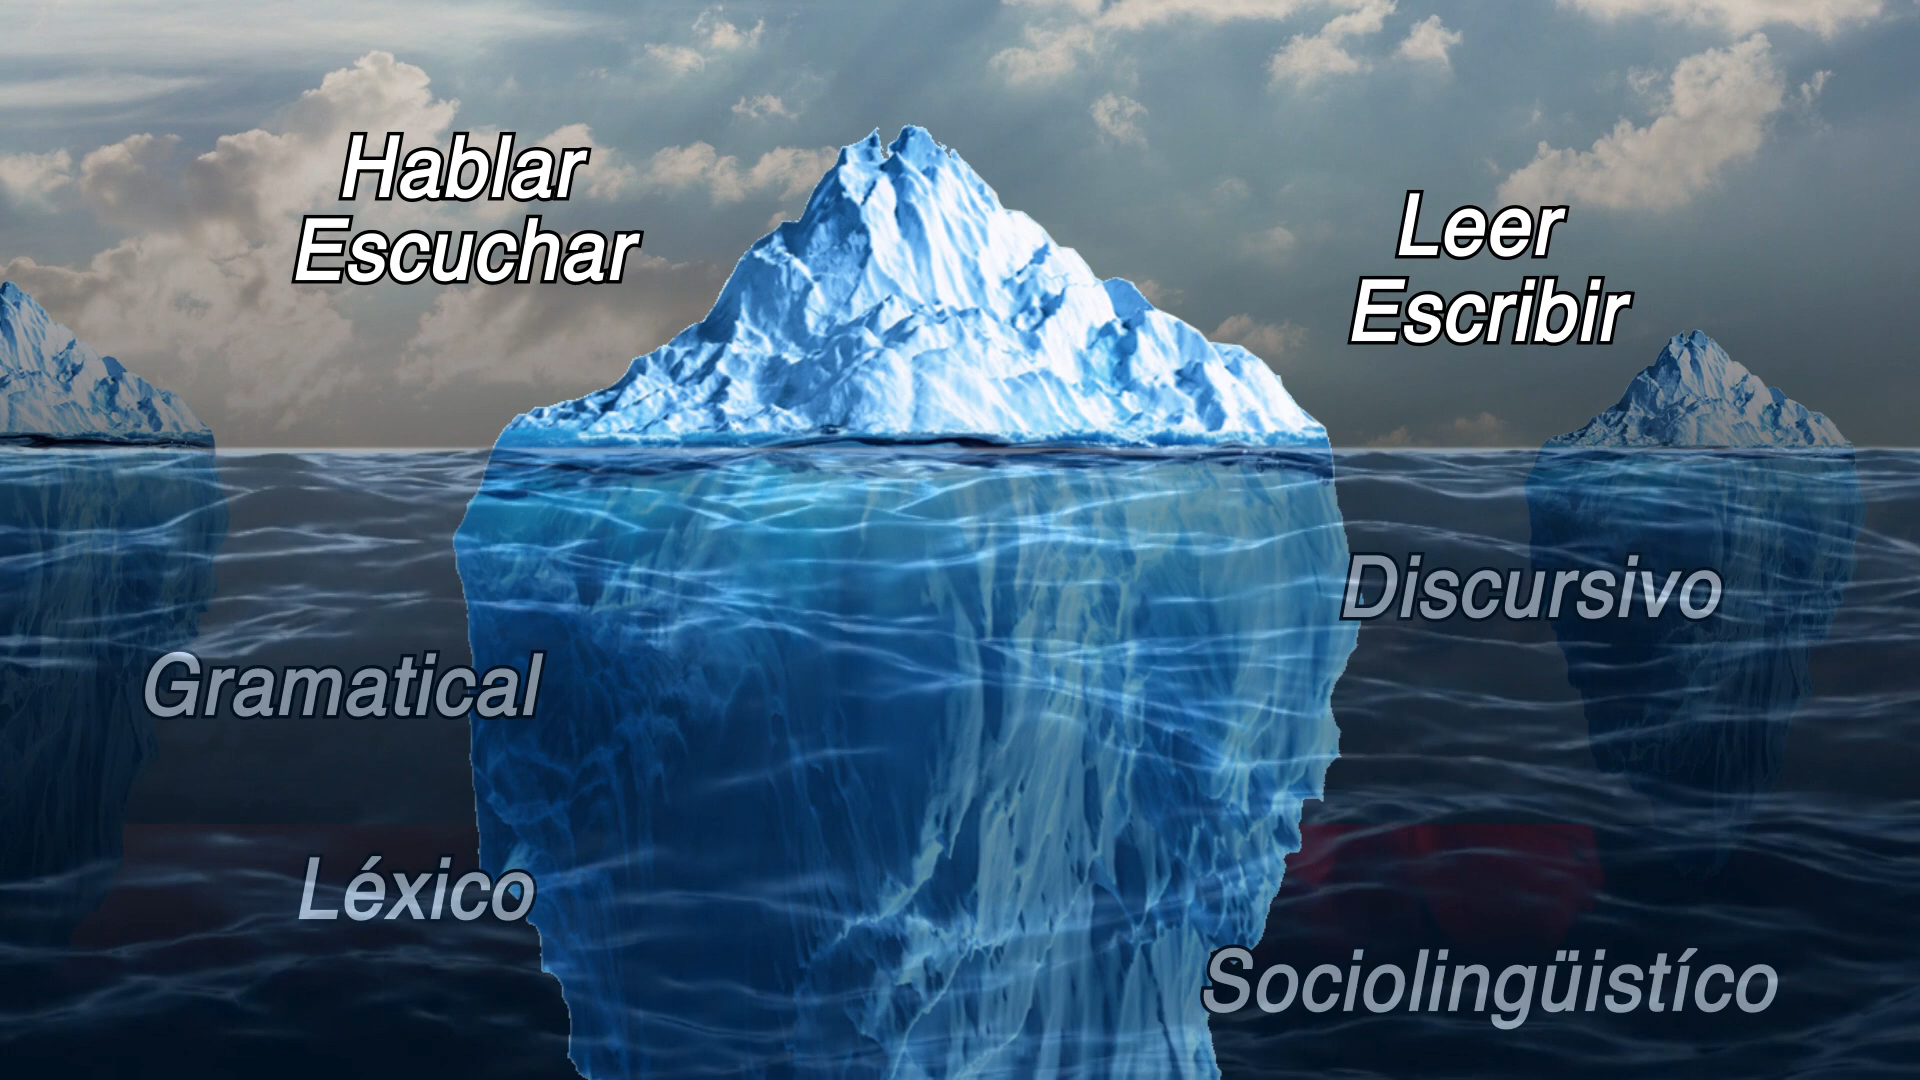 Hablar
Escuchar
Leer
Escribir
Discursivo
Gramatical
Léxico
Sociolingüistíco